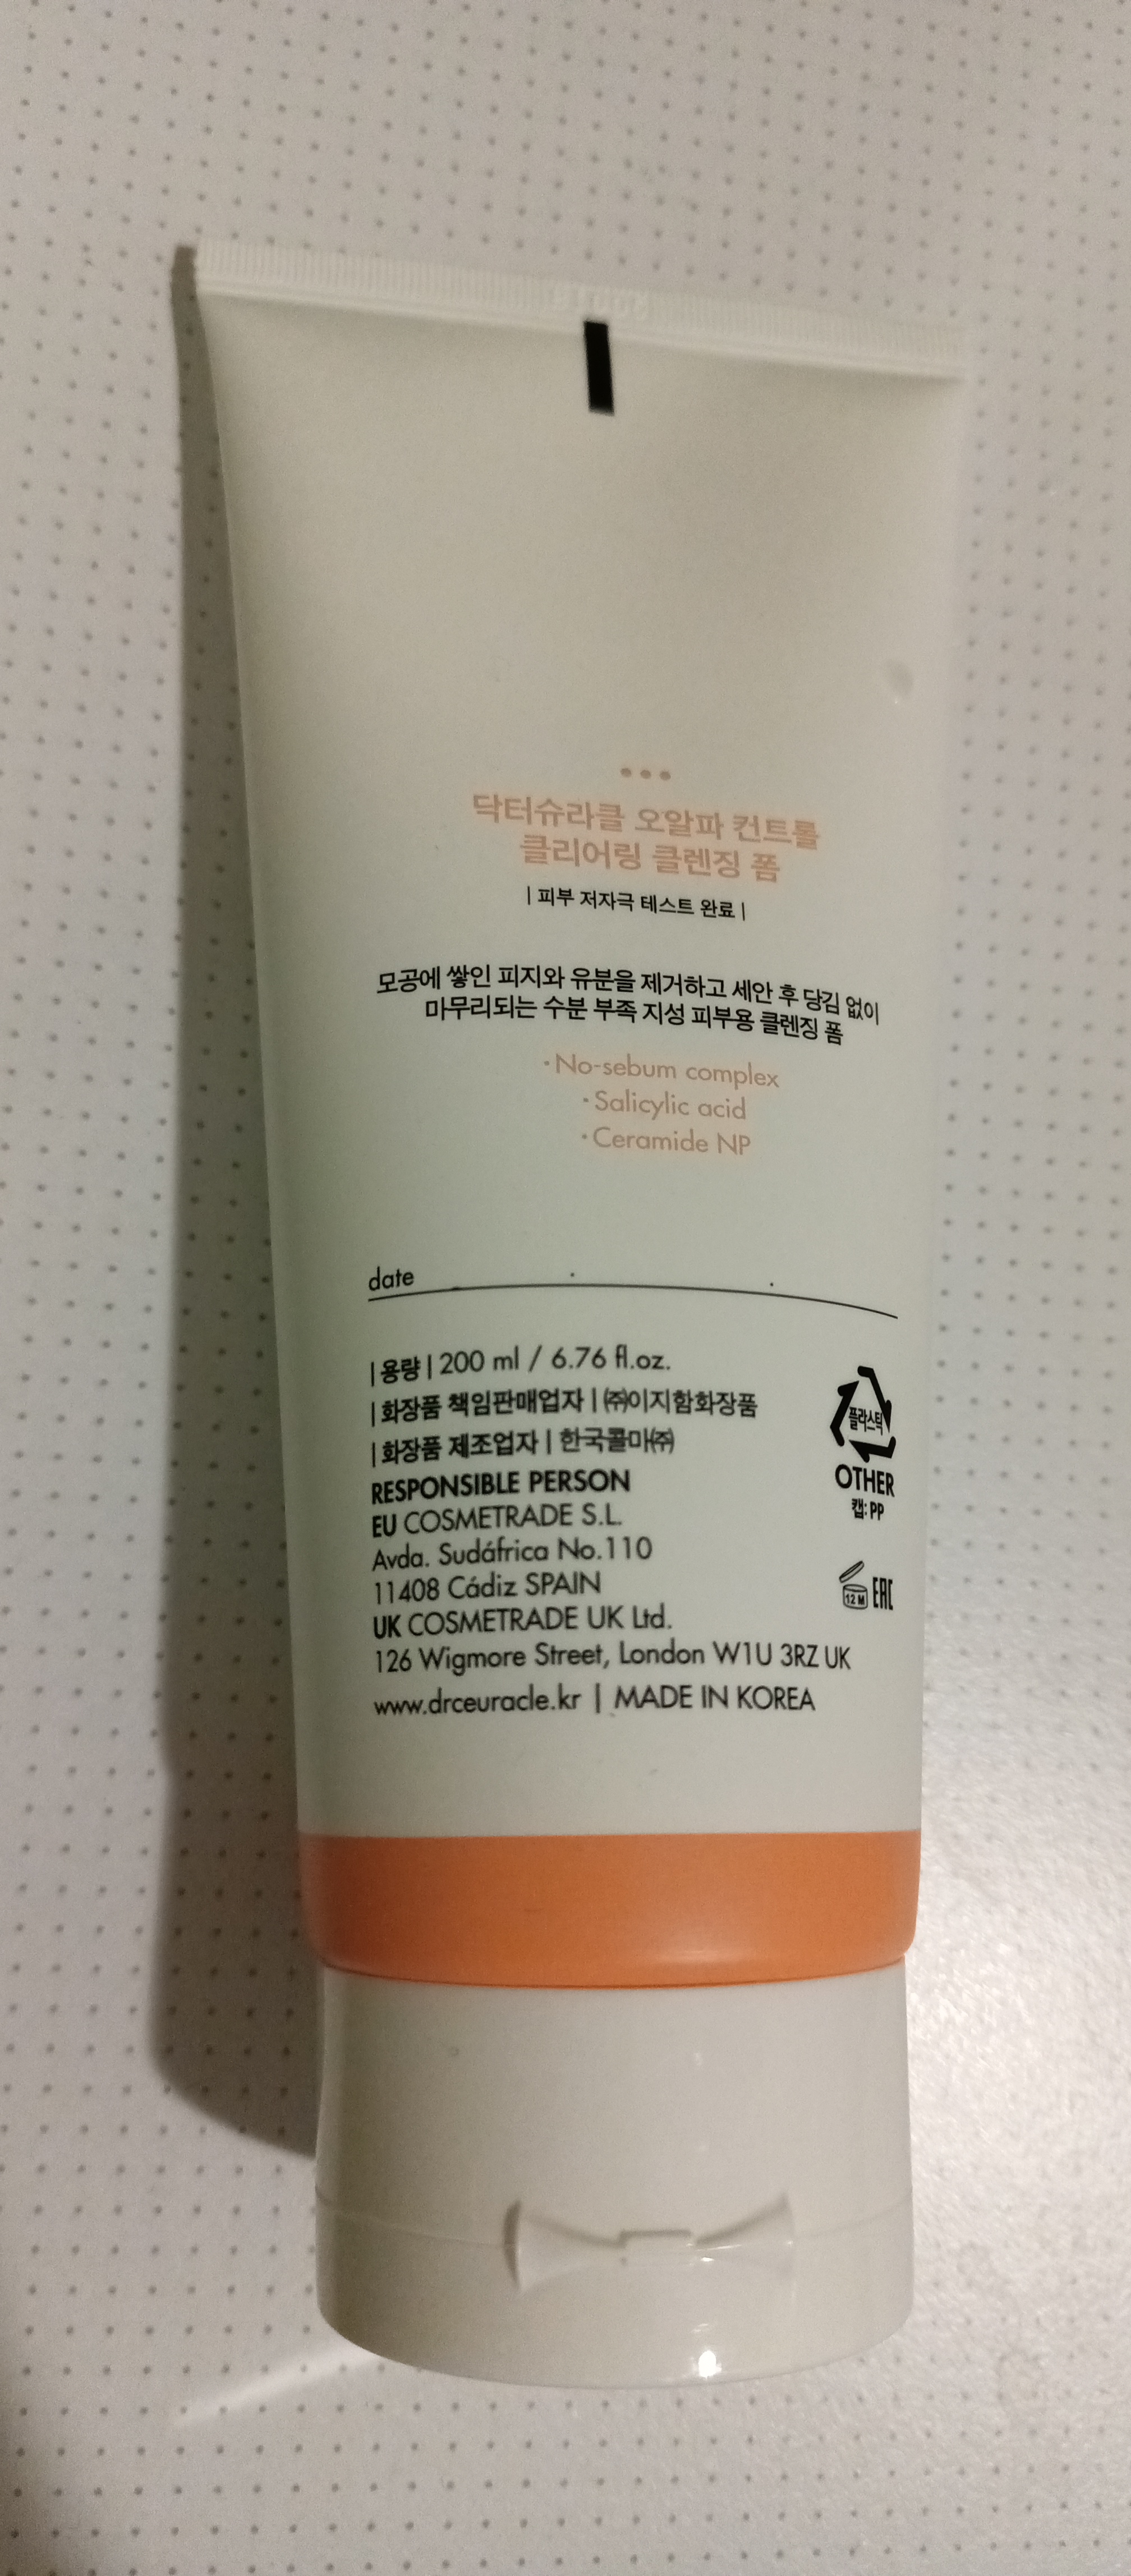 닥터슈라클 오알파 컨트롤
클리어링 클렌징 폼
| 피부 저자극 테스트 완료 |
모공에 쌓인 피지와 유분을 제거하고 세안 후 당김 없이
마무리되는 수분 부족 지성 피부용 클렌징 폼
·No-sebum complex
·Salicylic acid
·Ceramide NP
date
| 용량 | 200 ml / 6.76 fl.oz.
| 화장품 책임판매업자 | ㈜이지함화장품
| 화장품 제조업자 | 한국콜마㈜
RESPONSIBLE PERSON
EU COSMETRADE S.L.
Avda. Sudáfrica No.110
11408 Cádiz SPAIN
UK COSMETRADE UK Ltd.
126 Wigmore Street, London W1U 3RZ UK
www.drceuracle.kr | MADE IN KOREA
플라스틱
OTHER
캡: PP
12 M
EAC